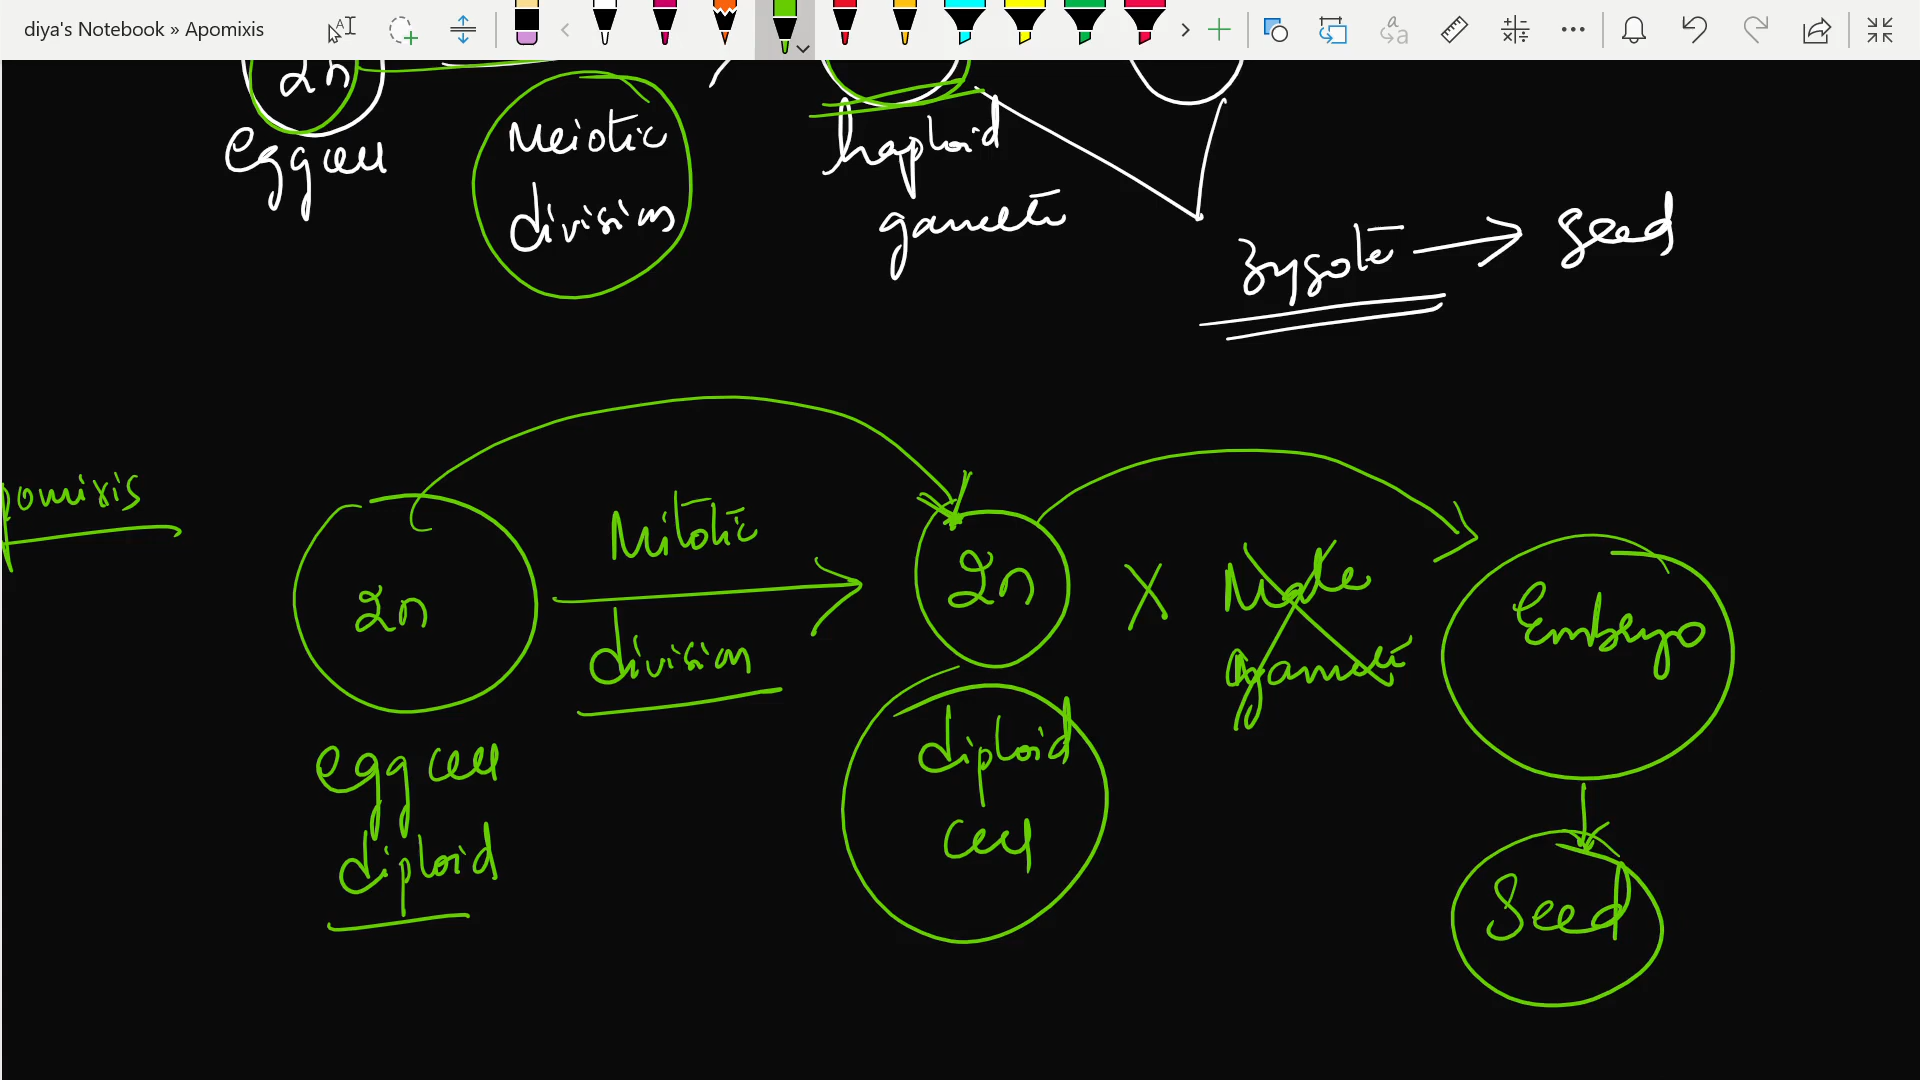 diya's Notebook » Apomixis
2n
egg cell
Meiotic
division
haploid
gamete
zygote → seed
pomixis
2n
Mitotic
division
2n
X
Male
gamete
Embryo
egg cell
diploid
diploid
cell
Seed